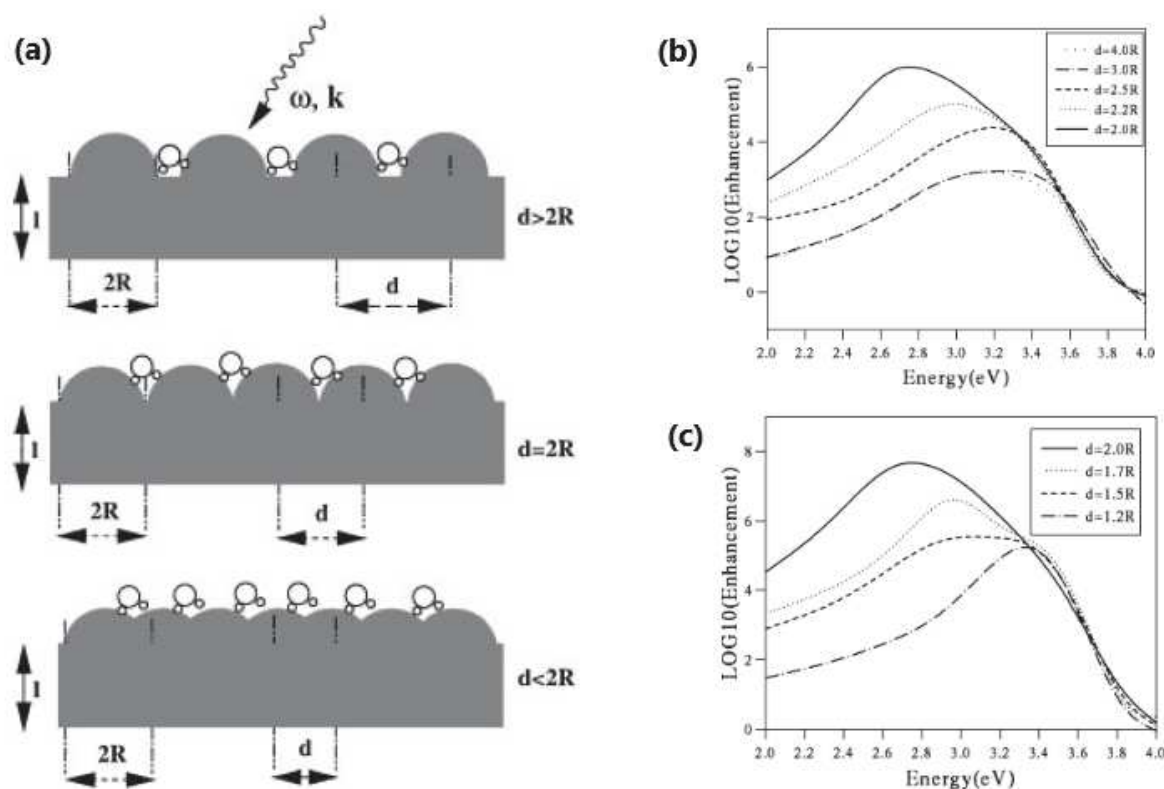 (a)
ω, k
l
d>2R
2R
d
l
d=2R
2R
d
l
d<2R
2R
d
(b)
LOG10(Enhancement)
6
4
2
0
d=4.0R
d=3.0R
d=2.5R
d=2.2R
d=2.0R
2.0 2.2 2.4 2.6 2.8 3.0 3.2 3.4 3.6 3.8 4.0
Energy(eV)
(c)
LOG10(Enhancement)
8
6
4
2
0
d=2.0R
d=1.7R
d=1.5R
d=1.2R
2.0 2.2 2.4 2.6 2.8 3.0 3.2 3.4 3.6 3.8 4.0
Energy(eV)